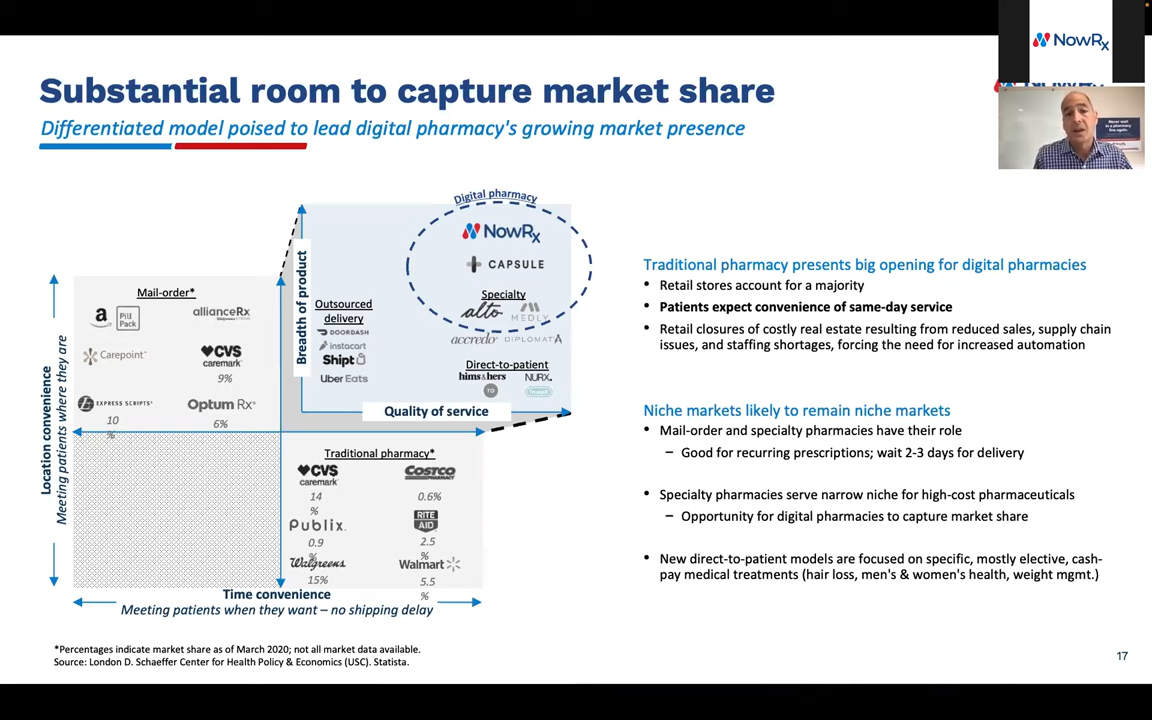 NowRx
Substantial room to capture market share
Differentiated model poised to lead digital pharmacy's growing market presence
Never wait
in a pharmacy
line again.
Digital pharmacy
NowRx
CAPSULE
Specialty
alto
MEDLY
accredo DIPLOMAT
Direct-to-patient
hims&hers NURX
RO
Breadth of product
Outsourced
delivery
DOORDASH
instacart
Shipt
Uber Eats
Quality of service
Mail-order*
a Pill
Pack
allianceRx
Carepoint
CVS
caremark
9%
EXPRESS SCRIPTS
10
%
Optum Rx
6%
Location convenience
Meeting patients where they are
Traditional pharmacy*
CVS
caremark
14
%
COSTCO
PHARMACY
0.6%
Publix.
0.9
%
RITE
AID
2.5
%
Walgreens
15%
Walmart
5.5
%
Time convenience
Meeting patients when they want – no shipping delay
Traditional pharmacy presents big opening for digital pharmacies
• Retail stores account for a majority
• Patients expect convenience of same-day service
• Retail closures of costly real estate resulting from reduced sales, supply chain
issues, and staffing shortages, forcing the need for increased automation
Niche markets likely to remain niche markets
• Mail-order and specialty pharmacies have their role
– Good for recurring prescriptions; wait 2-3 days for delivery
• Specialty pharmacies serve narrow niche for high-cost pharmaceuticals
– Opportunity for digital pharmacies to capture market share
• New direct-to-patient models are focused on specific, mostly elective, cash-
pay medical treatments (hair loss, men's & women's health, weight mgmt.)
*Percentages indicate market share as of March 2020; not all market data available.
Source: London D. Schaeffer Center for Health Policy & Economics (USC). Statista.
17